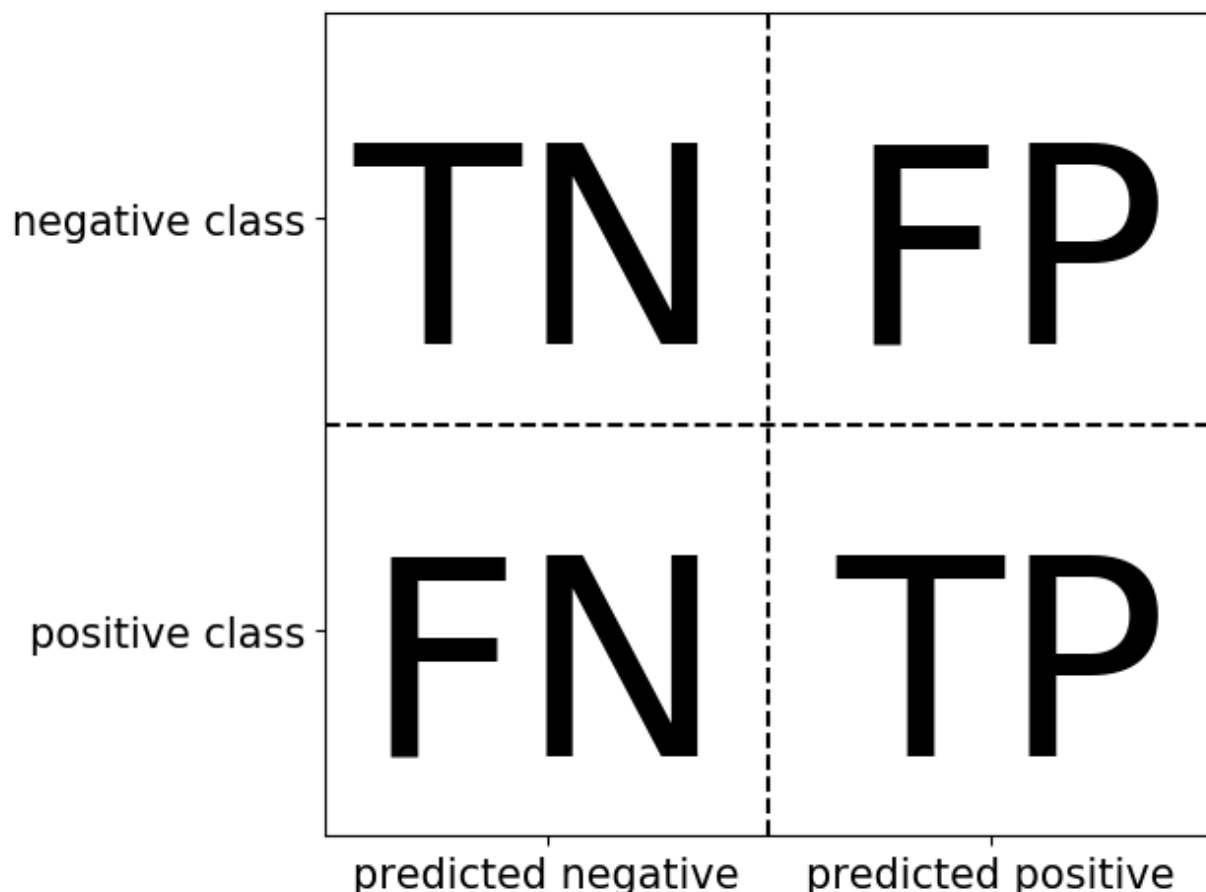 negative class TN FP
positive class FN TP
predicted negative predicted positive